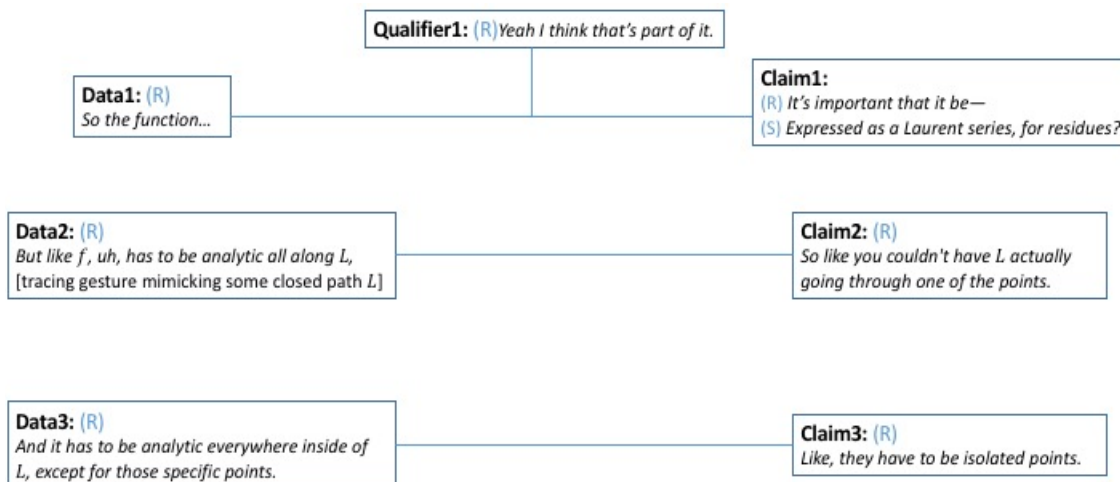 Qualifier1: (R)Yeah I think that's part of it.
Data1: (R)
So the function...
Claim1:
(R) It's important that it be—
(S) Expressed as a Laurent series, for residues?
Data2: (R)
But like f, uh, has to be analytic all along L,
[tracing gesture mimicking some closed path L]
Claim2: (R)
So like you couldn't have L actually
going through one of the points.
Data3: (R)
And it has to be analytic everywhere inside of
L, except for those specific points.
Claim3: (R)
Like, they have to be isolated points.